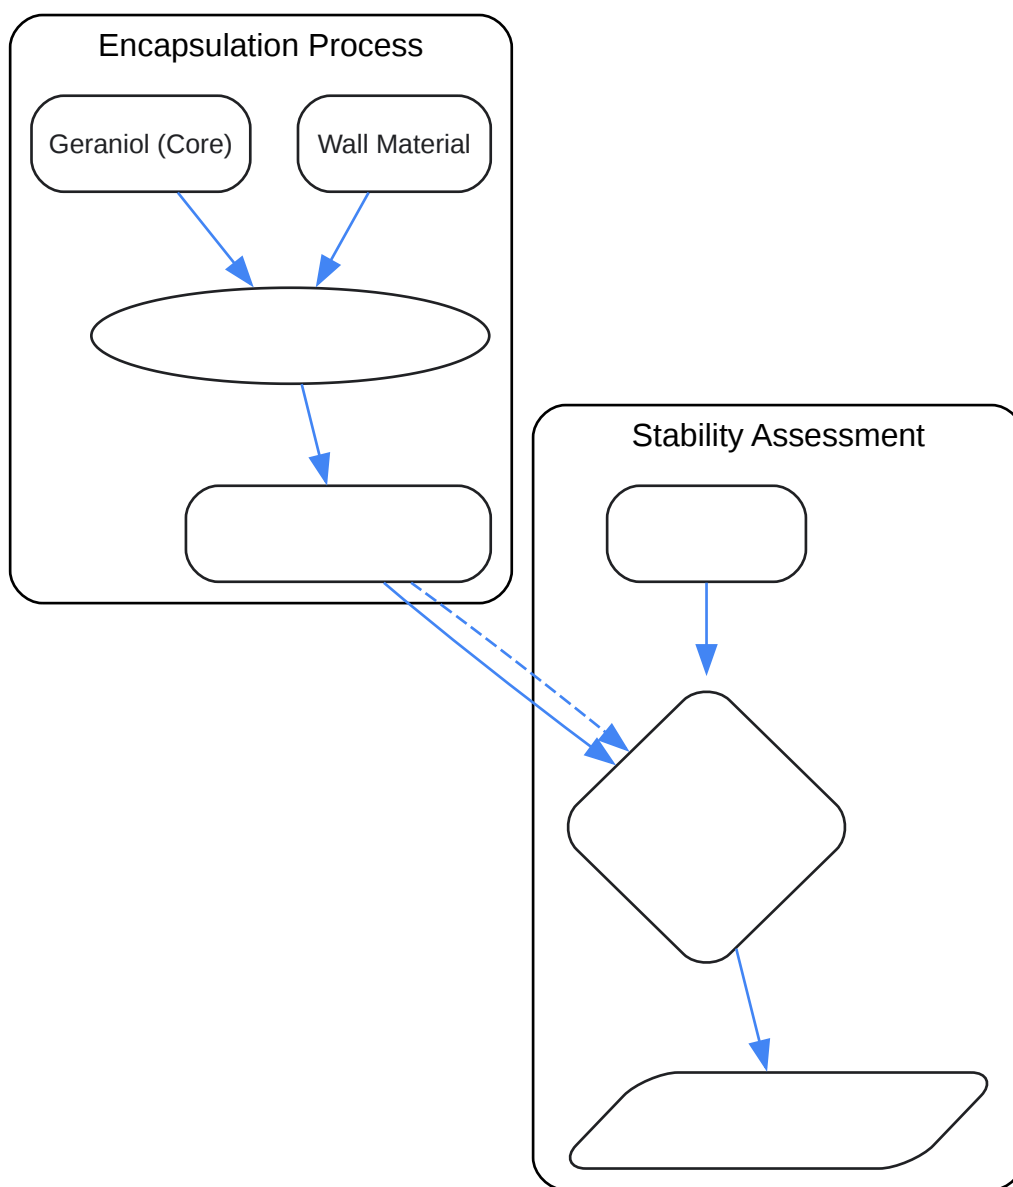 Encapsulation Process
Geraniol (Core)
Wall Material
Stability Assessment